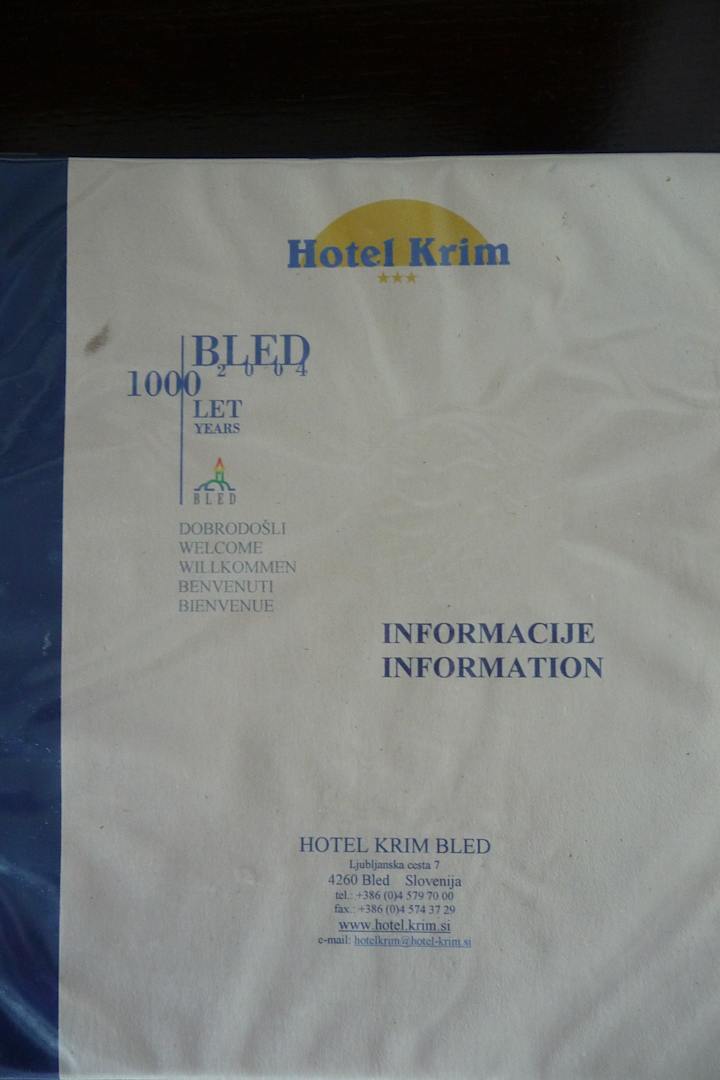 Hotel Krim
BLED
2004
1000
LET
YEARS
BLED
DOBRODOŠLI
WELCOME
WILLKOMMEN
BENVENUTI
BIENVENUE
INFORMACIJE
INFORMATION
HOTEL KRIM BLED
Ljubljanska cesta 7
4260 Bled Slovenija
tel.: +386 (0)4 579 70 00
fax.: +386 (0)4 574 37 29
www.hotel.krim.si
e-mail: hotelkrim@hotel-krim.si